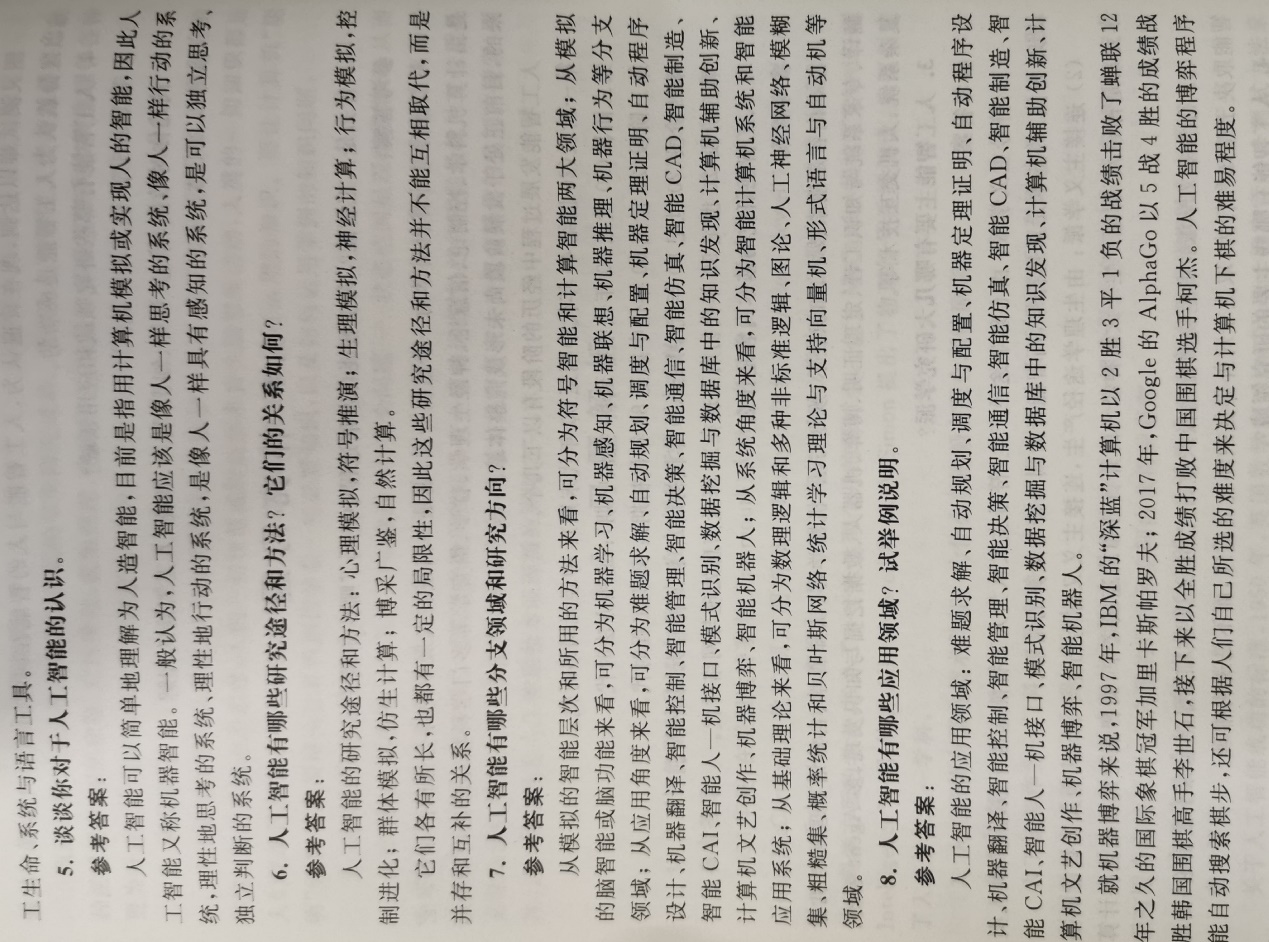 工生命、系统与语言工具。
5. 谈谈你对于人工智能的认识。
参考答案：
人工智能可以简单地理解为人造智能,目前是指用计算机模拟或实现人的智能,因此人
工智能又称机器智能。一般认为,人工智能应该是像人一样思考的系统、像人一样行动的系
统,理性地思考的系统、理性地行动的系统,是像人一样具有感知的系统,是可以独立思考、
独立判断的系统。
6. 人工智能有哪些研究途径和方法？它们的关系如何？
参考答案：
人工智能的研究途径和方法：心理模拟,符号推演；生理模拟,神经计算；行为模拟,控
制进化；群体模拟,仿生计算；博采广鉴,自然计算。
它们各有所长,也都有一定的局限性,因此这些研究途径和方法并不能互相取代,而是
并存和互补的关系。
7. 人工智能有哪些分支领域和研究方向？
参考答案：
从模拟的智能层次和所用的方法来看,可分为符号智能和计算智能两大领域；从模拟
的脑智能或脑功能来看,可分为机器学习、机器感知、机器联想、机器推理、机器行为等分支
领域；从应用角度来看,可分为难题求解、自动规划、调度与配置、机器定理证明、自动程序
设计、机器翻译、智能控制、智能管理、智能决策、智能通信、智能仿真、智能 CAD、智能制造、
智能 CAI、智能人—机接口、模式识别、数据挖掘与数据库中的知识发现、计算机辅助创新、
计算机文艺创作、机器博弈、智能机器人；从系统角度来看,可分为智能计算机系统和智能
应用系统；从基础理论来看,可分为数理逻辑和多种非标准逻辑、图论、人工神经网络、模糊
集、粗糙集、概率统计和贝叶斯网络、统计学习理论与支持向量机、形式语言与自动机等
领域。
8. 人工智能有哪些应用领域？试举例说明。
参考答案：
人工智能的应用领域：难题求解、自动规划、调度与配置、机器定理证明、自动程序设
计、机器翻译、智能控制、智能管理、智能决策、智能通信、智能仿真、智能 CAD、智能制造、智
能 CAI、智能人—机接口、模式识别、数据挖掘与数据库中的知识发现、计算机辅助创新、计
算机文艺创作、机器博弈、智能机器人。
就机器博弈来说,1997 年,IBM 的“深蓝”计算机以 2 胜 3 平 1 负的战绩击败了蝉联 12
年之久的国际象棋冠军加里卡斯帕罗夫；2017 年,Google 的 AlphaGo 以 5 战 4 胜的成绩战
胜韩国围棋高手李世石,接下来以全胜成绩打败中国围棋选手柯杰。人工智能的博弈程序
能自动搜索棋步,还可根据人们自己所选的难度来决定与计算机下棋的难易程度。